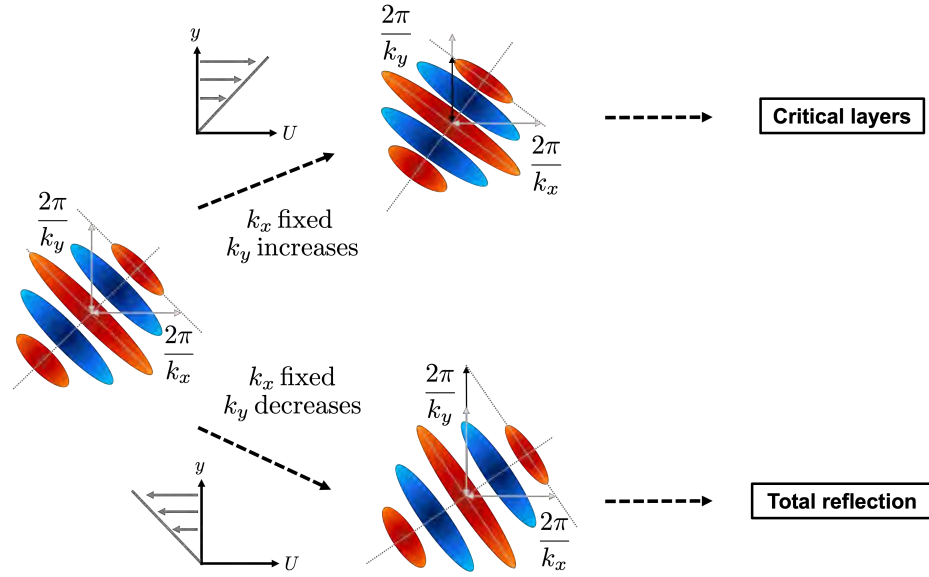 y
U
2π
k_y
2π
k_x
Critical layers
k_x fixed
k_y increases
2π
k_y
2π
k_x
k_x fixed
k_y decreases
2π
k_y
2π
k_x
Total reflection
y
U